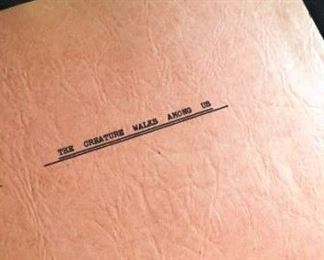 THE CREATURE WALKS AMONG US